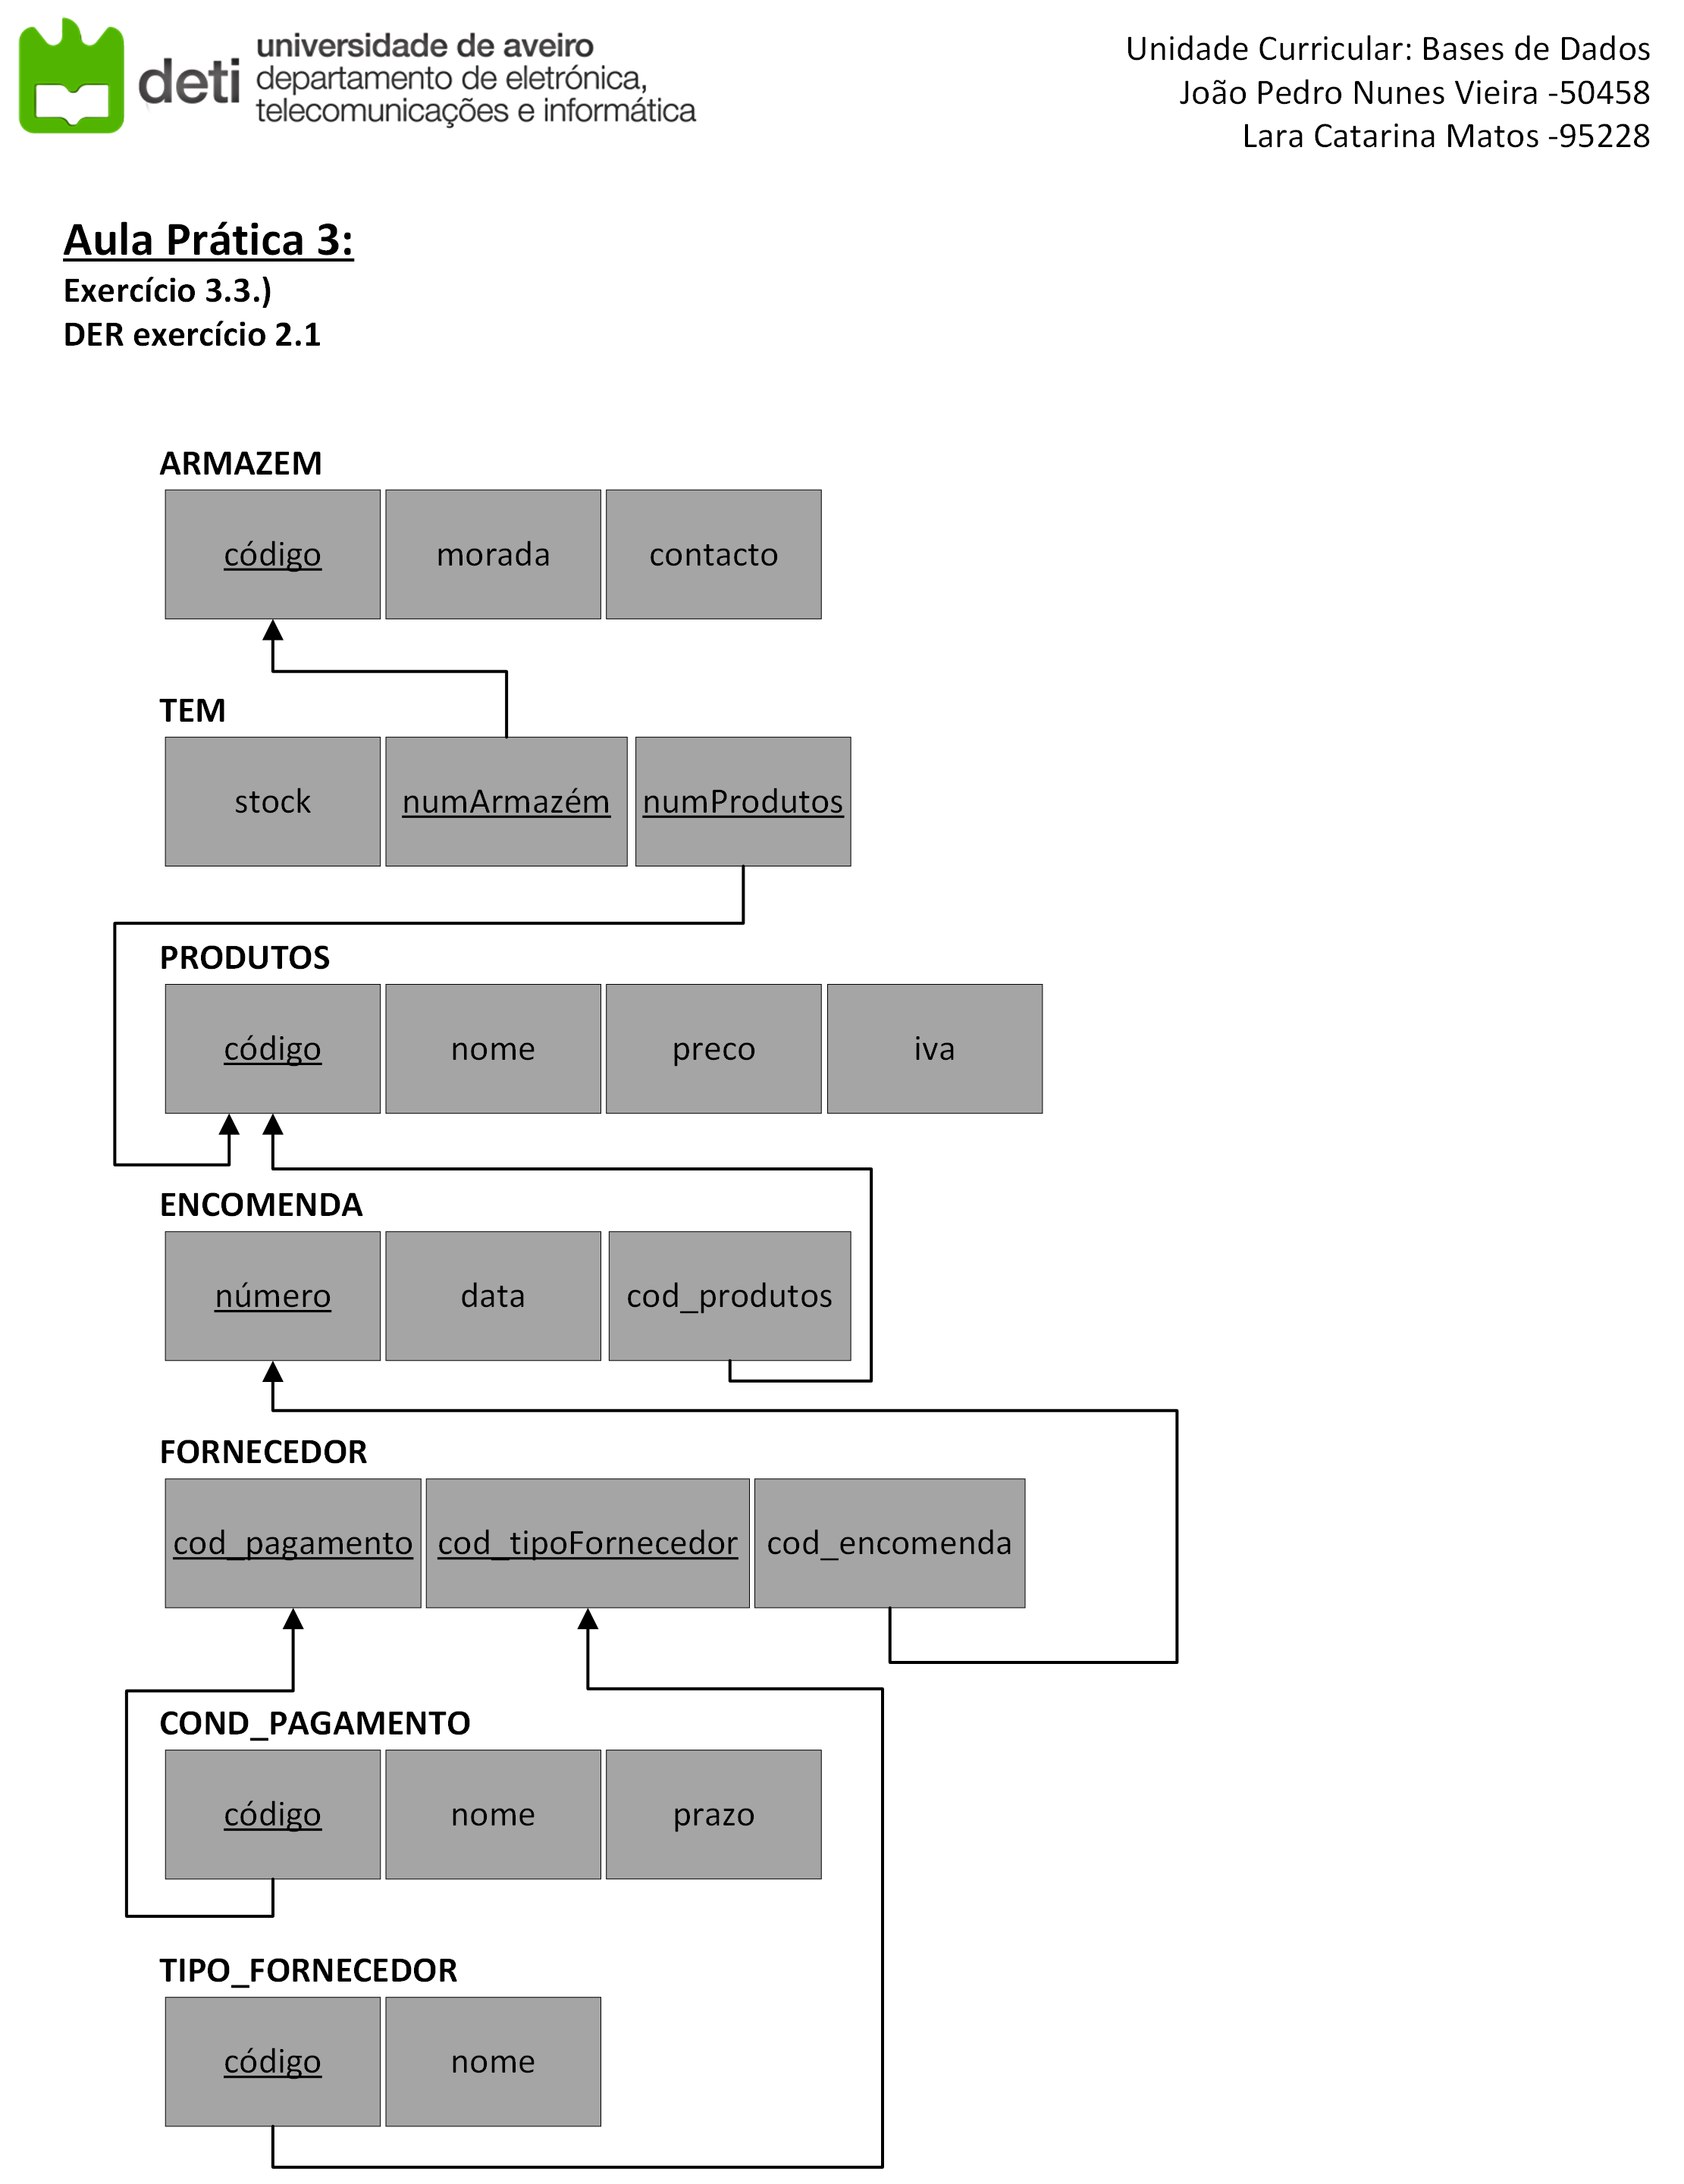 deti
universidade de aveiro
departamento de eletrónica,
telecomunicações e informática
Unidade Curricular: Bases de Dados
João Pedro Nunes Vieira -50458
Lara Catarina Matos -95228
Aula Prática 3:
Exercício 3.3.)
DER exercício 2.1
ARMAZEM
código morada contacto
TEM
stock numArmazém numProdutos
PRODUTOS
código nome preco iva
ENCOMENDA
número data cod_produtos
FORNECEDOR
cod_pagamento cod_tipoFornecedor cod_encomenda
COND_PAGAMENTO
código nome prazo
TIPO_FORNECEDOR
código nome